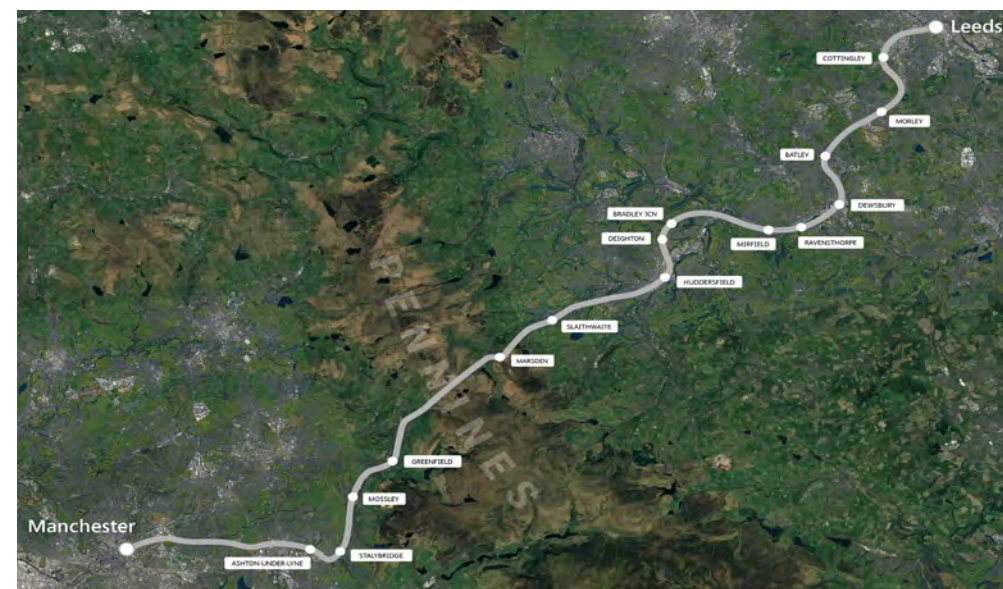 Leeds
COTTINGLEY
MORLEY
BATLEY
DEWSBURY
BRADLEY JCN
DEIGHTON
MIRFIELD
RAVENSTHORPE
HUDDERSFIELD
SLAITHWAITE
MARSDEN
PENNINES
GREENFIELD
MOSSLEY
Manchester
ASHTON-UNDER-LYNE
STALYBRIDGE